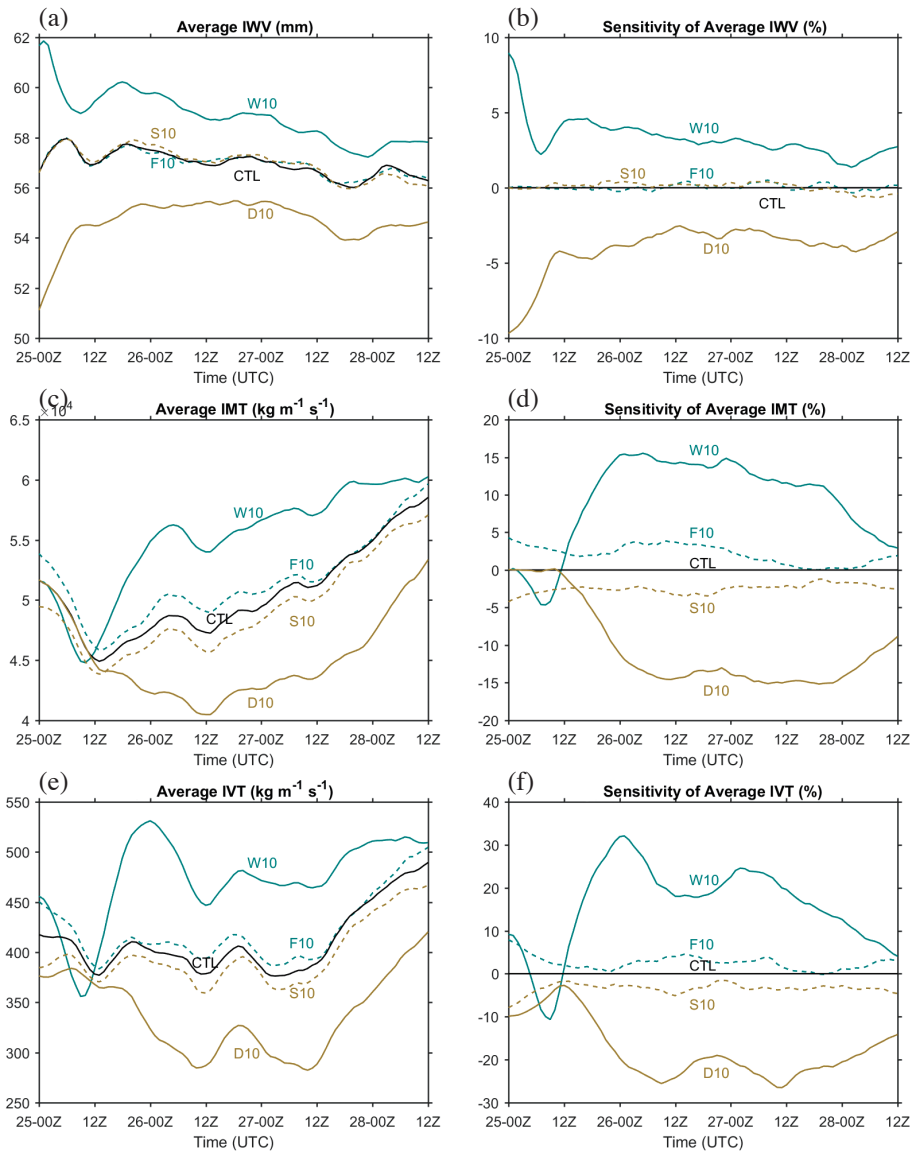 (a)
Average IWV (mm)
62
60
58
56
54
52
50
W10
S10
F10
CTL
D10
25-00Z 12Z 26-00Z 12Z 27-00Z 12Z 28-00Z 12Z
Time (UTC)
(b)
Sensitivity of Average IWV (%)
10
5
0
-5
-10
W10
S10
F10
CTL
D10
25-00Z 12Z 26-00Z 12Z 27-00Z 12Z 28-00Z 12Z
Time (UTC)
(c)
× 10⁴
Average IMT (kg m⁻¹ s⁻¹)
6.5
6
5.5
5
4.5
4
W10
F10
CTL
S10
D10
25-00Z 12Z 26-00Z 12Z 27-00Z 12Z 28-00Z 12Z
Time (UTC)
(d)
Sensitivity of Average IMT (%)
20
15
10
5
0
-5
-10
-15
-20
W10
F10
CTL
S10
D10
25-00Z 12Z 26-00Z 12Z 27-00Z 12Z 28-00Z 12Z
Time (UTC)
(e)
Average IVT (kg m⁻¹ s⁻¹)
550
500
450
400
350
300
250
W10
F10
CTL
S10
D10
25-00Z 12Z 26-00Z 12Z 27-00Z 12Z 28-00Z 12Z
Time (UTC)
(f)
Sensitivity of Average IVT (%)
40
30
20
10
0
-10
-20
-30
W10
F10
CTL
S10
D10
25-00Z 12Z 26-00Z 12Z 27-00Z 12Z 28-00Z 12Z
Time (UTC)